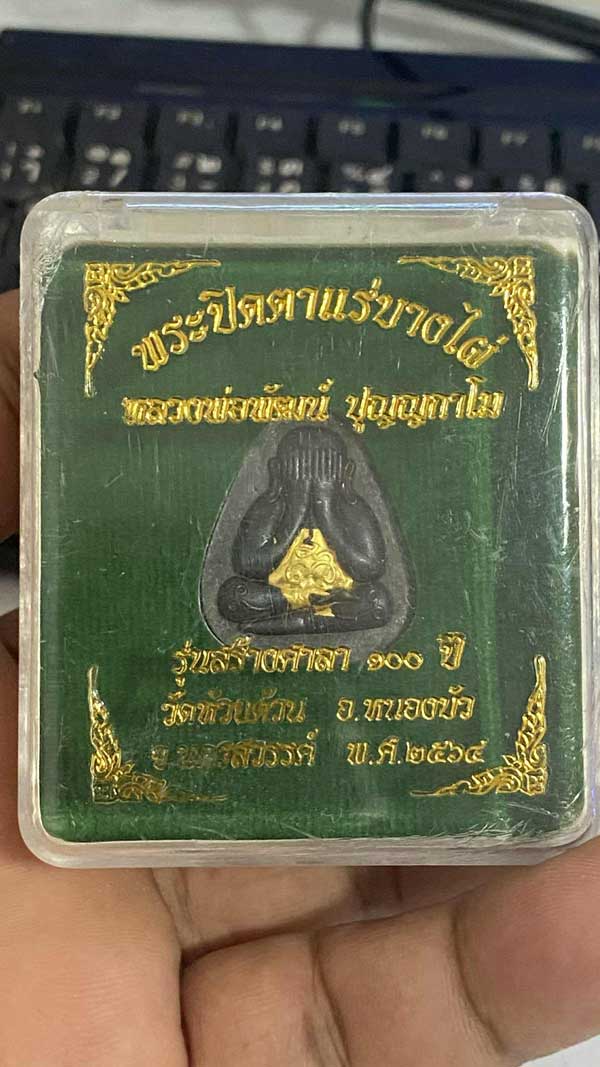 พระปิดตาแร่บางไผ่
หลวงพ่อพัฒน์ ปุญญกาโม
รุ่นสร้างศาลา ๑๐๐ ปี
วัดห้วยด้วน อ.หนองบัว
จ.นครสวรรค์ พ.ศ.๒๕๖๔